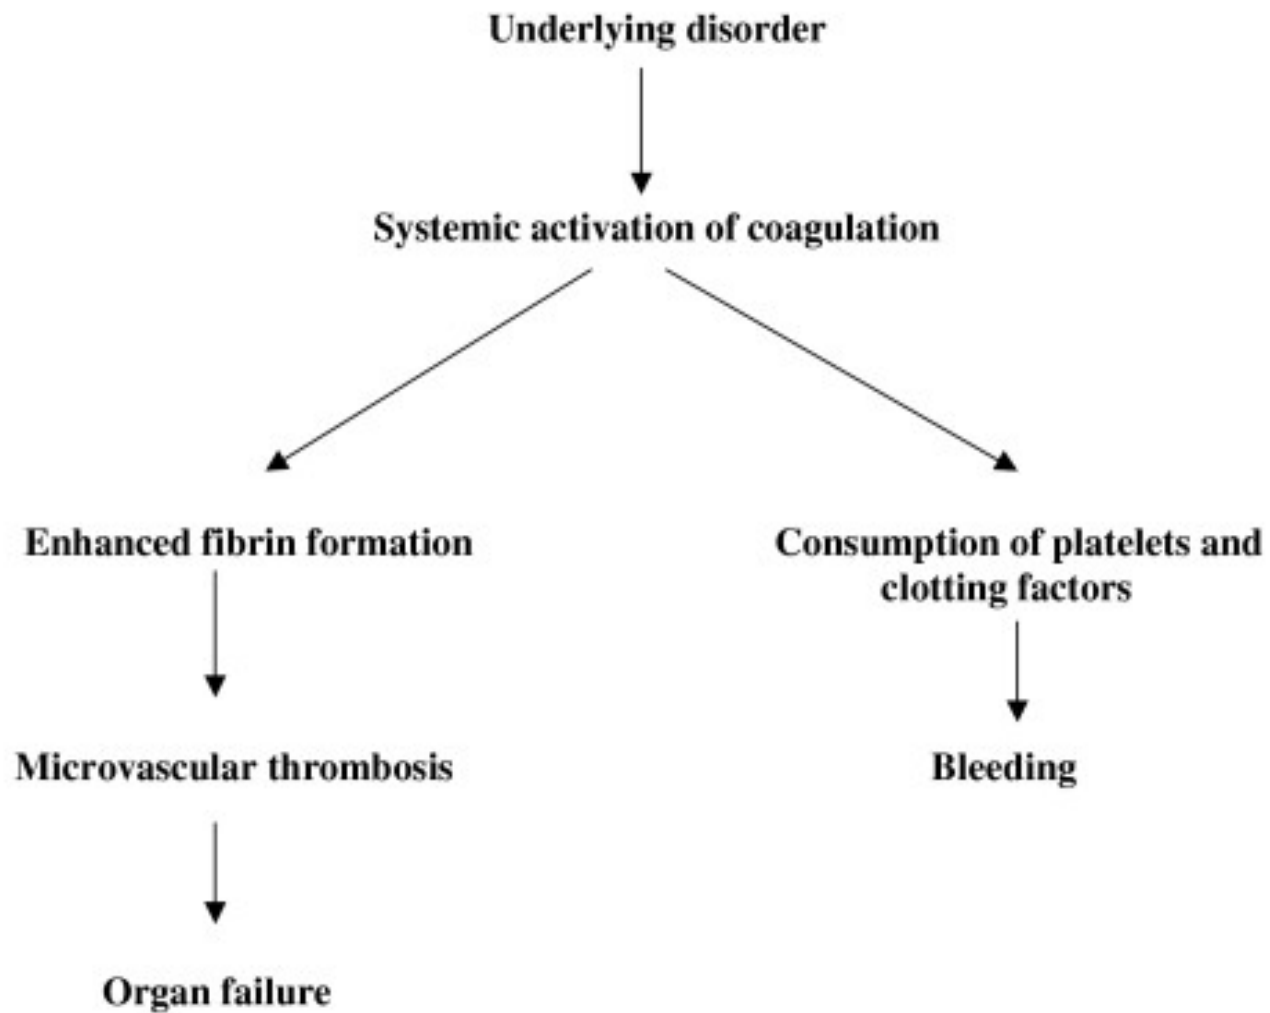 Underlying disorder
Systemic activation of coagulation
Enhanced fibrin formation
Consumption of platelets and
clotting factors
Microvascular thrombosis
Bleeding
Organ failure